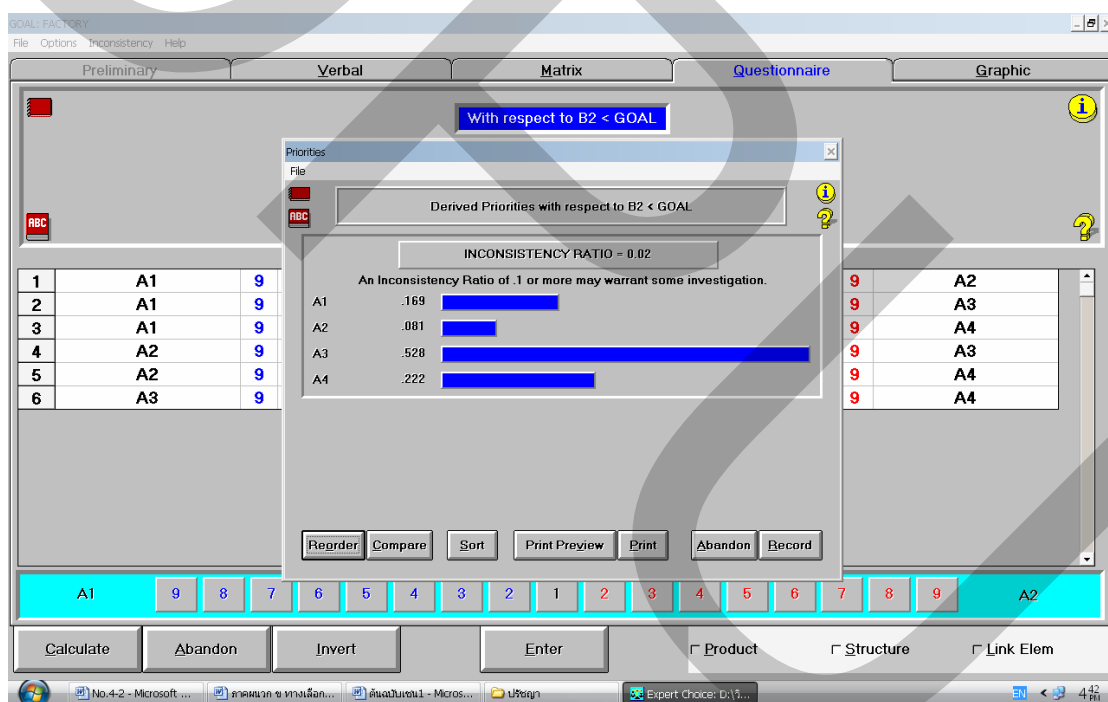 GOAL: FACTORY
File Options Inconsistency Help
Preliminary Verbal Matrix Questionnaire Graphic
With respect to B2 < GOAL
i
ABC
?
Priorities
File
ABC
Derived Priorities with respect to B2 < GOAL
i
?
INCONSISTENCY RATIO = 0.02
An Inconsistency Ratio of .1 or more may warrant some investigation.
A1 .169
A2 .081
A3 .528
A4 .222
1 A1 9 9 A2
2 A1 9 9 A3
3 A1 9 9 A4
4 A2 9 9 A3
5 A2 9 9 A4
6 A3 9 9 A4
Reorder Compare Sort Print Preview Print Abandon Record
A1 9 8 7 6 5 4 3 2 1 2 3 4 5 6 7 8 9 A2
Calculate Abandon Invert Enter Product Structure Link Elem
No.4-2 - Microsoft ... ภาคผนวก ข ทางเลือก... ต้นฉบับเซน1 - Micros... ปรัชญา Expert Choice: D:\ว... EN 4:42 PM